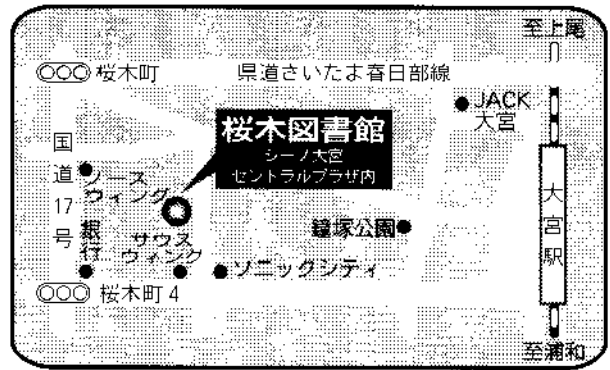 至上尾
桜木町
県道さいたま春日部線
JACK
大宮
桜木図書館
シーノ大宮
セントラルプラザ内
国道17号
ノース
ウィング
銀行
サウス
ウィング
鐘塚公園
ソニックシティ
大宮駅
桜木町4
至浦和